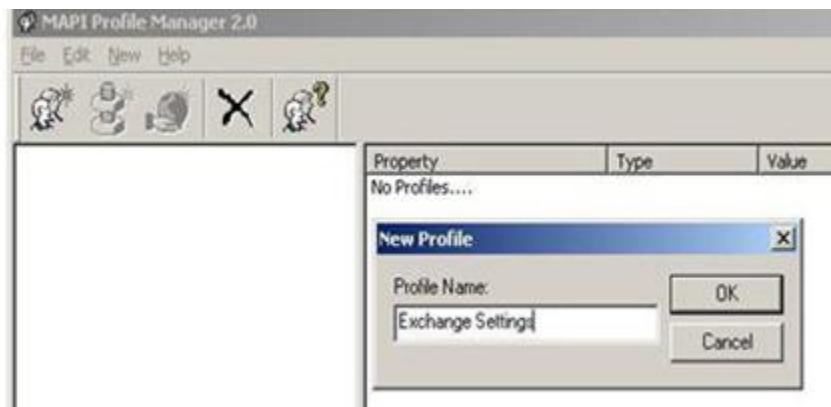 MAPI Profile Manager 2.0
File Edit New Help
Property Type Value
No Profiles....
New Profile
Profile Name:
OK
Exchange Settings
Cancel